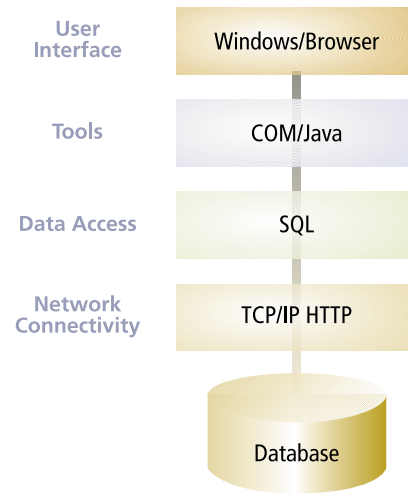 User
Interface
Windows/Browser
Tools
COM/Java
Data Access
SQL
Network
Connectivity
TCP/IP HTTP
Database